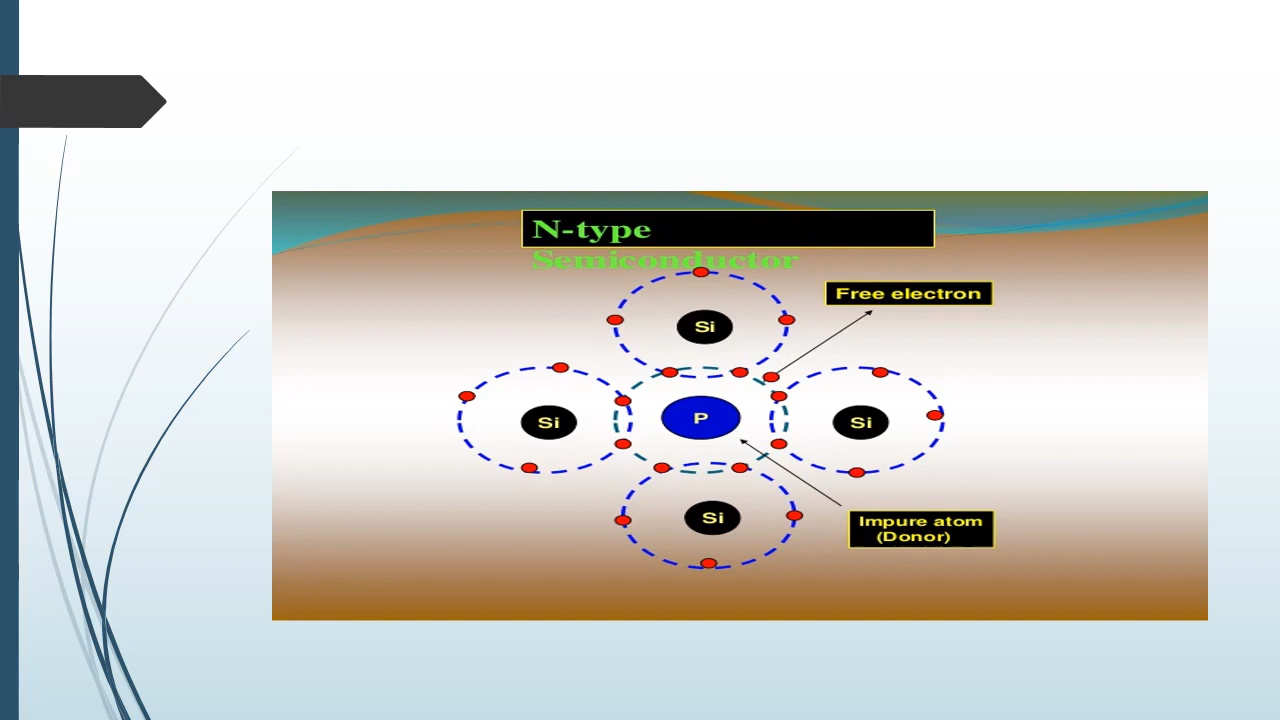 N-type
Semiconductor
Free electron
Si
Si
P
Si
Si
Impure atom
(Donor)